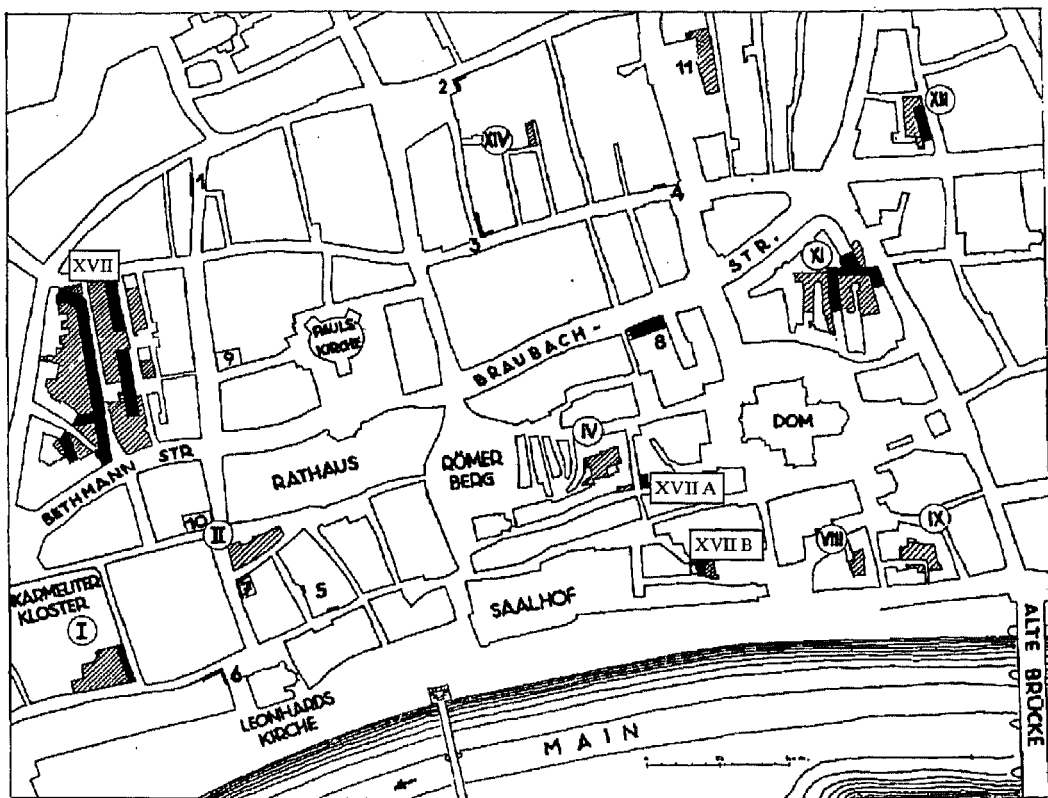 11
2
XII
XIV
1
4
3
STR.
XVII
XI
PAULS
KIRCHE
9
BRAUBACH-
8
DOM
IV
RÖMER
BERG
RATHAUS
BETHMANN STR
XVII A
10
II
IX
VIII
XVII B
7
5
SAALHOF
KARMELITER
KLOSTER
I
6
LEONHARDS
KIRCHE
MAIN
ALTE BRÜCKE